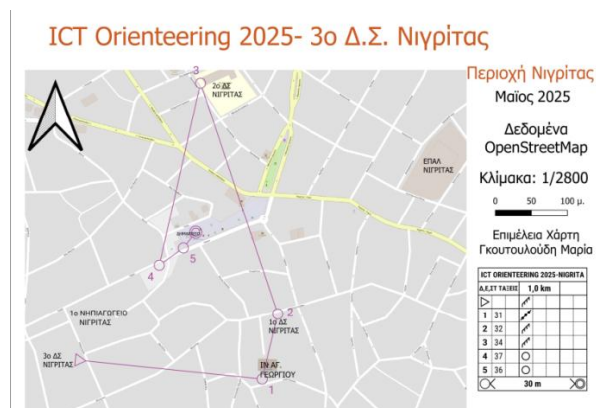 ICT Orienteering 2025- 3ο Δ.Σ. Νιγρίτας
Περιοχή Νιγρίτας
Μαϊος 2025
Δεδομένα
OpenStreetMap
Κλίμακα: 1/2800
0 50 100 μ.
Επιμέλεια Χάρτη
Γκουτουλούδη Μαρία
ICT ORIENTEERING 2025-NIGRITA
Δ,Ε,ΣΤ ΤΑΞΕΙΣ 1,0 km
1 31
2 32
3 34
4 37
5 36
30 m
3
2ο ΔΣ
ΝΙΓΡΙΤΑΣ
ΕΠΑΛ
ΝΙΓΡΙΤΑΣ
5
4
1ο ΝΗΠΙΑΓΩΓΕΙΟ
ΝΙΓΡΙΤΑΣ
2
1ο ΔΣ
ΝΙΓΡΙΤΑΣ
3ο ΔΣ
ΝΙΓΡΙΤΑΣ
ΙΝ ΑΓ.
ΓΕΩΡΓΙΟΥ
1